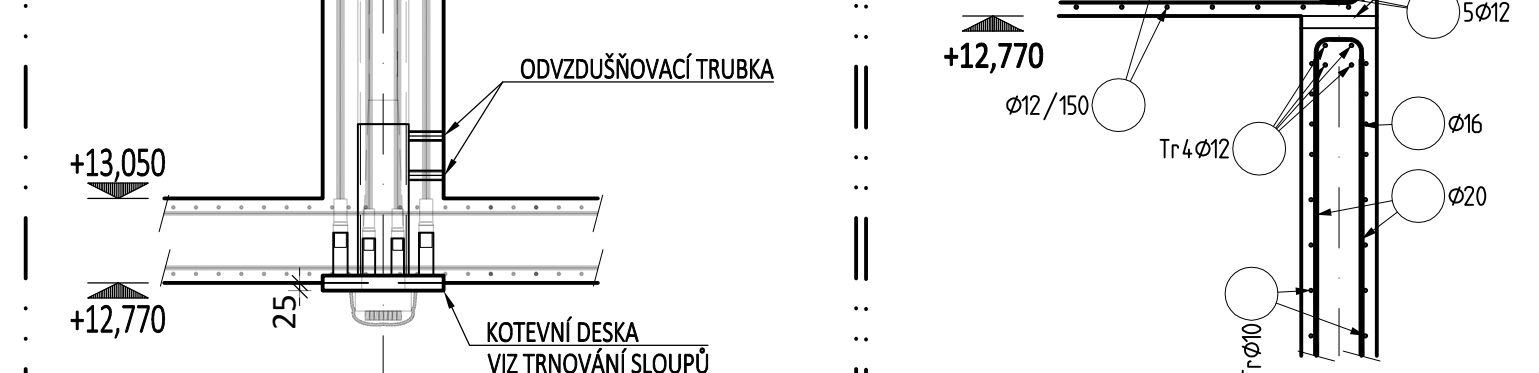 ODVZDUŠŇOVACÍ TRUBKA
+13,050
+12,770
25
KOTEVNÍ DESKA
VIZ TRNOVÁNÍ SLOUPŮ
5Ø12
+12,770
Ø12/150
Tr4Ø12
Ø16
Ø20
TrØ10